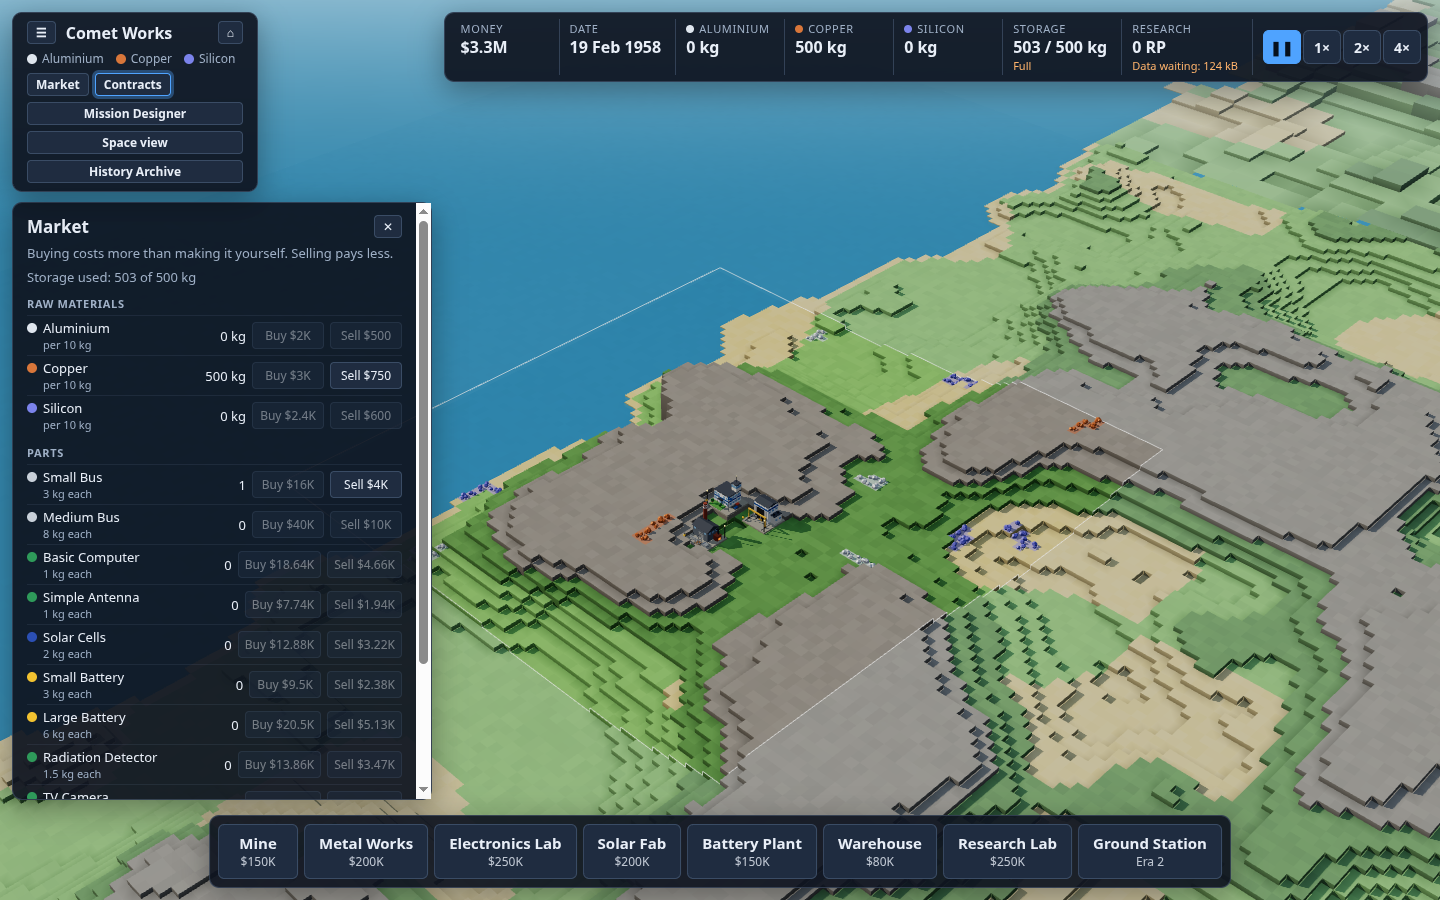 ☰ Comet Works ⌂
Aluminium Copper Silicon
Market Contracts
Mission Designer
Space view
History Archive
MONEY
$3.3M
DATE
19 Feb 1958
ALUMINIUM
0 kg
COPPER
500 kg
SILICON
0 kg
STORAGE
503 / 500 kg
Full
RESEARCH
0 RP
Data waiting: 124 kB
❚❚ 1× 2× 4×
Market ×
Buying costs more than making it yourself. Selling pays less.
Storage used: 503 of 500 kg
RAW MATERIALS
Aluminium 0 kg Buy $2K Sell $500
per 10 kg
Copper 500 kg Buy $3K Sell $750
per 10 kg
Silicon 0 kg Buy $2.4K Sell $600
per 10 kg
PARTS
Small Bus 1 Buy $16K Sell $4K
3 kg each
Medium Bus 0 Buy $40K Sell $10K
8 kg each
Basic Computer 0 Buy $18.64K Sell $4.66K
1 kg each
Simple Antenna 0 Buy $7.74K Sell $1.94K
1 kg each
Solar Cells 0 Buy $12.88K Sell $3.22K
2 kg each
Small Battery 0 Buy $9.5K Sell $2.38K
3 kg each
Large Battery 0 Buy $20.5K Sell $5.13K
6 kg each
Radiation Detector 0 Buy $13.86K Sell $3.47K
1.5 kg each
TV Camera
Mine
$150K
Metal Works
$200K
Electronics Lab
$250K
Solar Fab
$200K
Battery Plant
$150K
Warehouse
$80K
Research Lab
$250K
Ground Station
Era 2